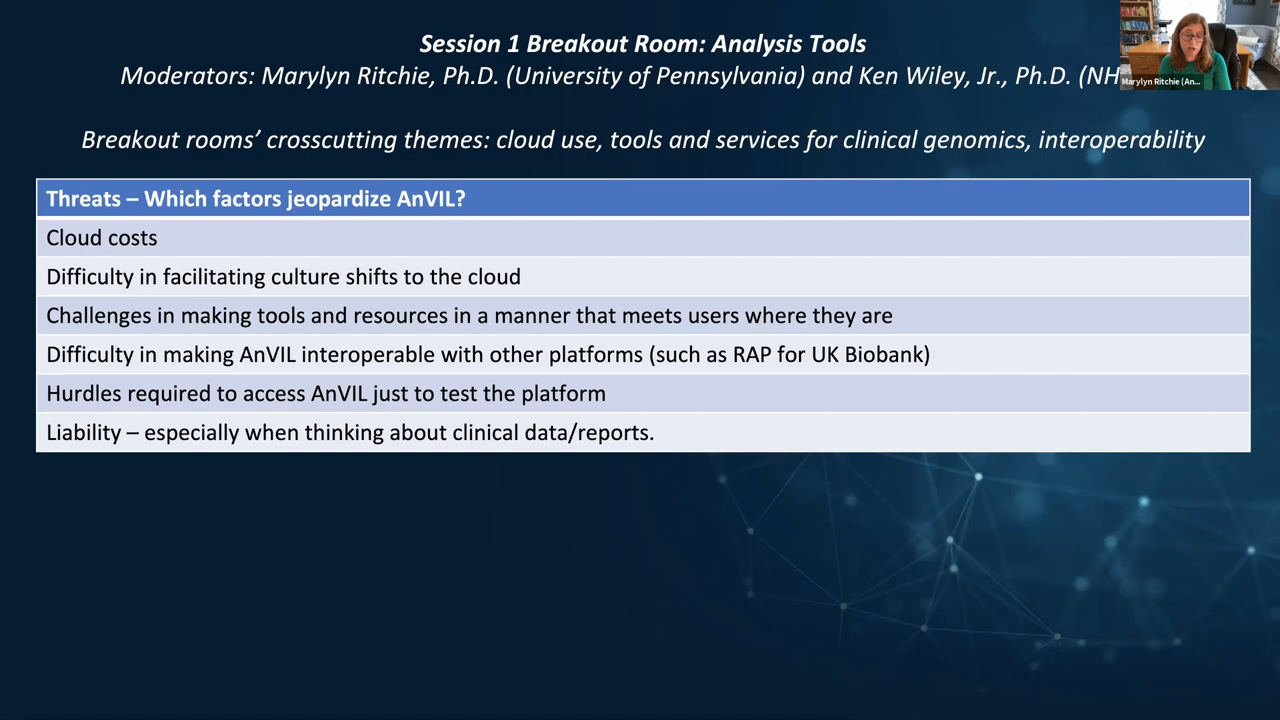 Session 1 Breakout Room: Analysis Tools
Moderators: Marylyn Ritchie, Ph.D. (University of Pennsylvania) and Ken Wiley, Jr., Ph.D. (NH
Marylyn Ritchie (An...
Breakout rooms’ crosscutting themes: cloud use, tools and services for clinical genomics, interoperability
Threats – Which factors jeopardize AnVIL?
Cloud costs
Difficulty in facilitating culture shifts to the cloud
Challenges in making tools and resources in a manner that meets users where they are
Difficulty in making AnVIL interoperable with other platforms (such as RAP for UK Biobank)
Hurdles required to access AnVIL just to test the platform
Liability – especially when thinking about clinical data/reports.